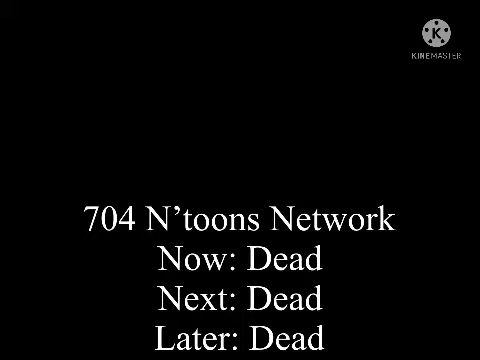 KINEMASTER
704 N’toons Network
Now: Dead
Next: Dead
Later: Dead